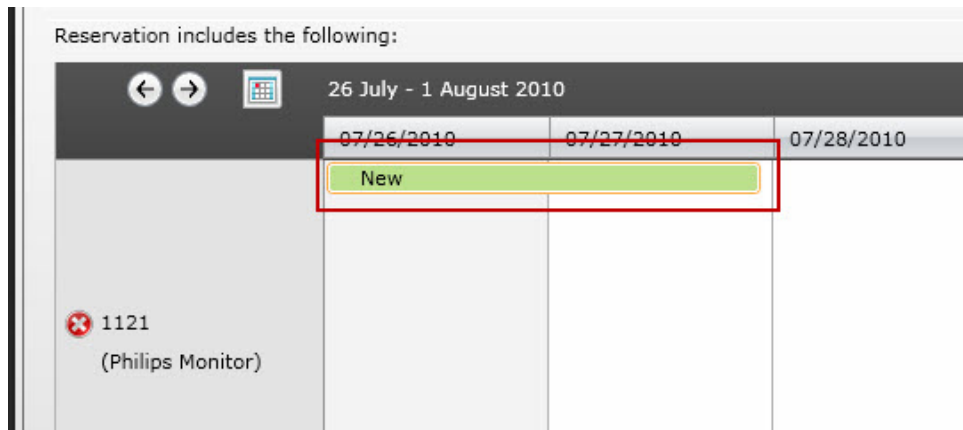 Reservation includes the following:
26 July - 1 August 2010
07/26/2010 07/27/2010 07/28/2010
New
1121
(Philips Monitor)